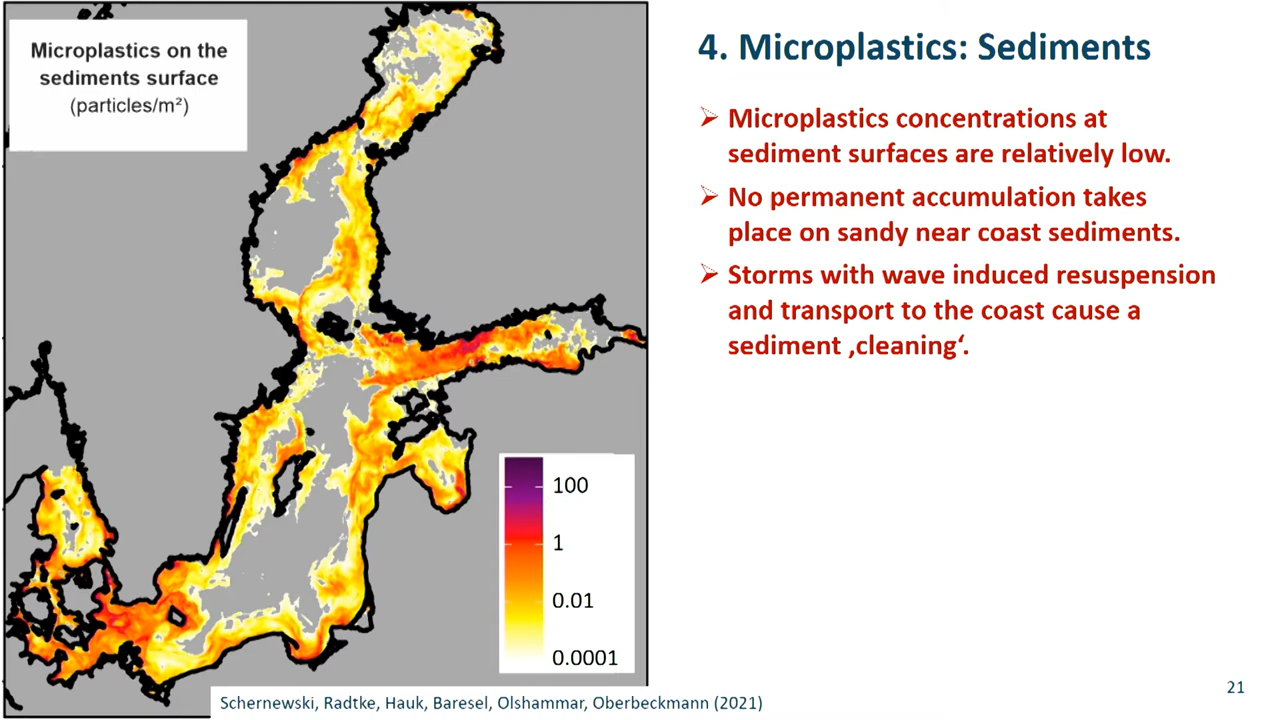 Microplastics on the
sediments surface
(particles/m²)
100
1
0.01
0.0001
Schernewski, Radtke, Hauk, Baresel, Olshammar, Oberbeckmann (2021)
4. Microplastics: Sediments
➢ Microplastics concentrations at
sediment surfaces are relatively low.
➢ No permanent accumulation takes
place on sandy near coast sediments.
➢ Storms with wave induced resuspension
and transport to the coast cause a
sediment ‚cleaning‘.
21